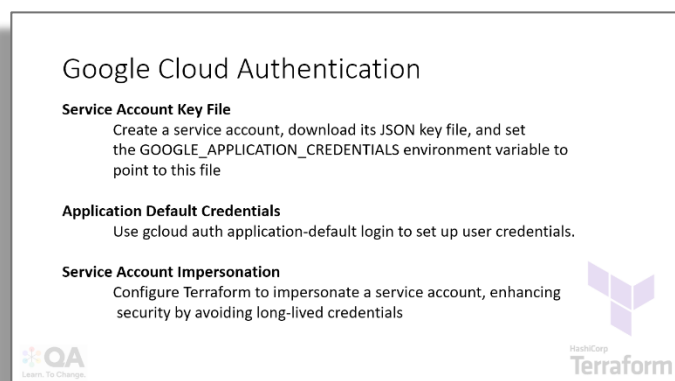 Google Cloud Authentication
Service Account Key File
Create a service account, download its JSON key file, and set
the GOOGLE_APPLICATION_CREDENTIALS environment variable to
point to this file
Application Default Credentials
Use gcloud auth application-default login to set up user credentials.
Service Account Impersonation
Configure Terraform to impersonate a service account, enhancing
security by avoiding long-lived credentials
QA
Learn. To Change.
HashiCorp
Terraform